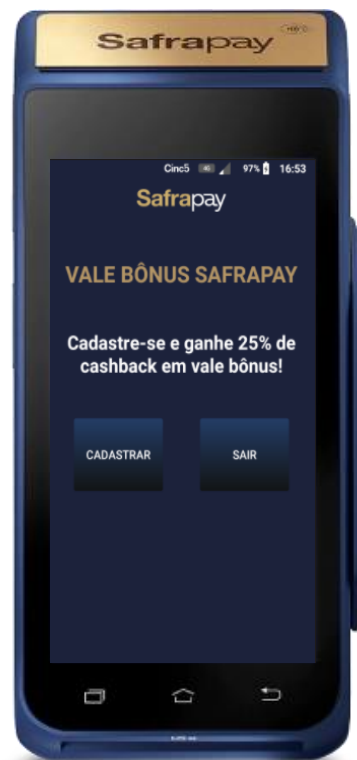 Safrapay
Cinc5 97% 16:53
Safrapay
VALE BÔNUS SAFRAPAY
Cadastre-se e ganhe 25% de
cashback em vale bônus!
CADASTRAR SAIR